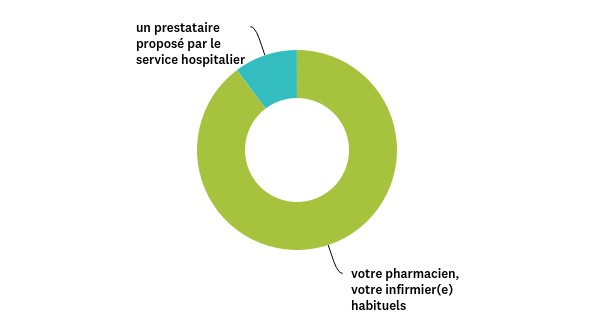 un prestataire
proposé par le
service hospitalier
votre pharmacien,
votre infirmier(e)
habituels